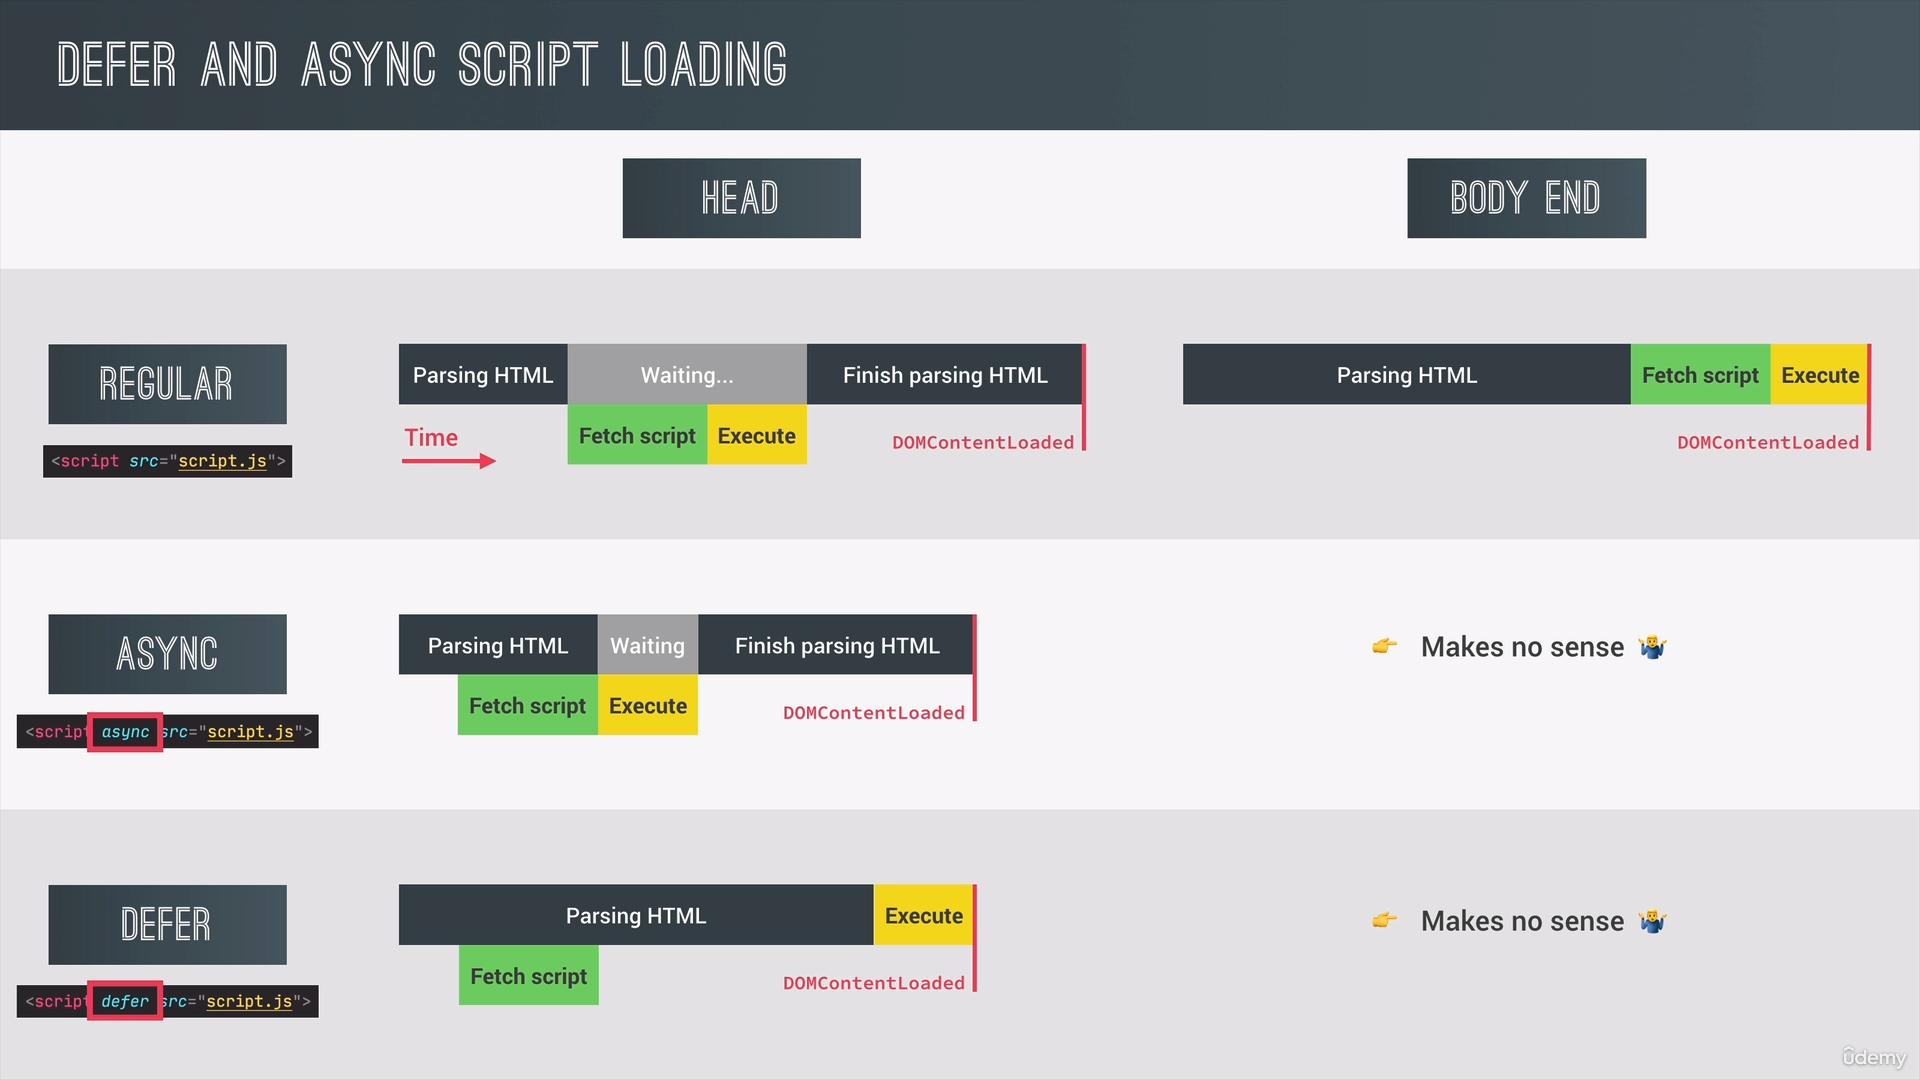 DEFER AND ASYNC SCRIPT LOADING
HEAD
BODY END
REGULAR
<script src="script.js">
Parsing HTML
Waiting...
Finish parsing HTML
Fetch script
Execute
Time
DOMContentLoaded
Parsing HTML
Fetch script
Execute
DOMContentLoaded
ASYNC
<script async src="script.js">
Parsing HTML
Waiting
Finish parsing HTML
Fetch script
Execute
DOMContentLoaded
👉 Makes no sense 🤷‍♂️
DEFER
<script defer src="script.js">
Parsing HTML
Execute
Fetch script
DOMContentLoaded
👉 Makes no sense 🤷‍♂️
ûdemy